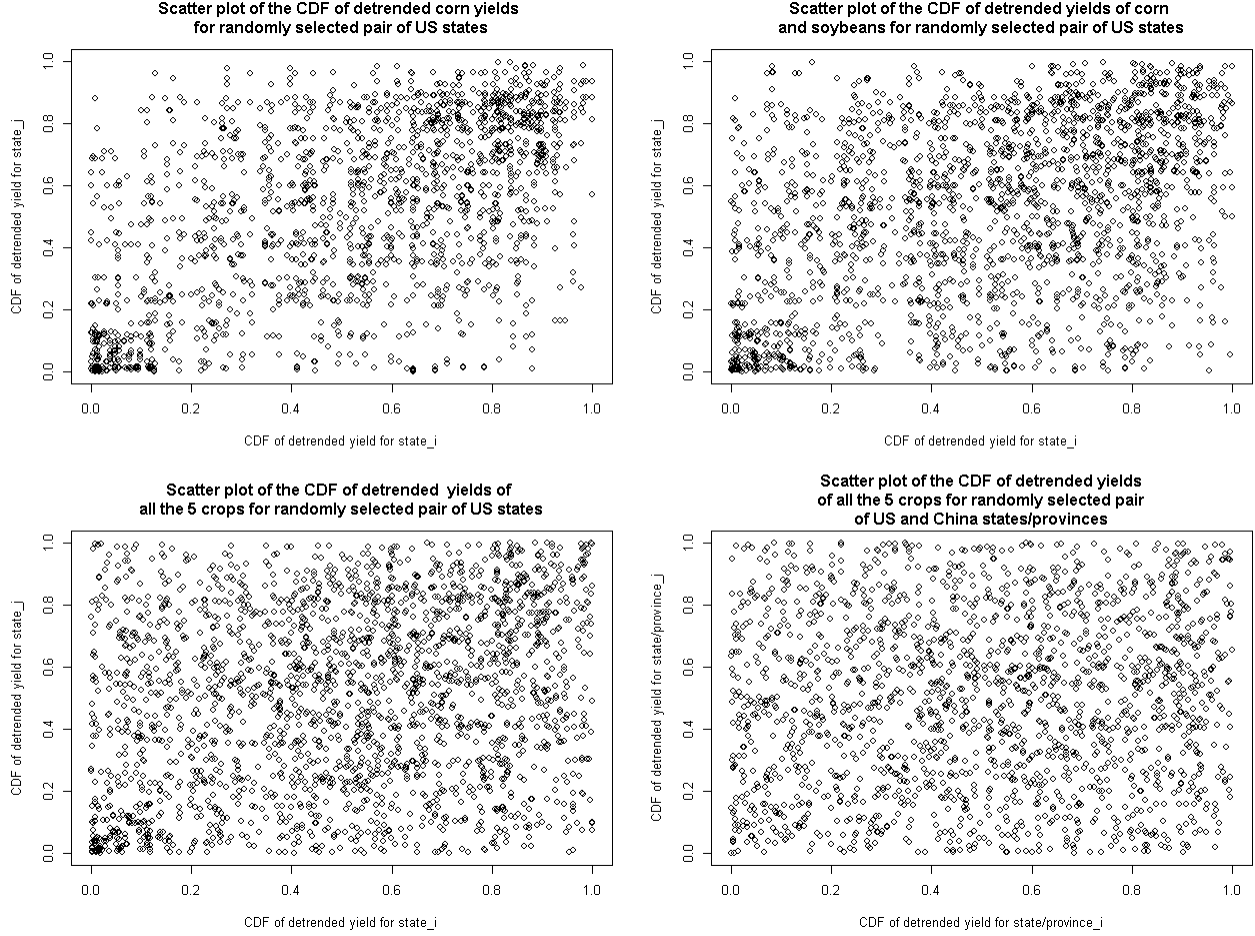 Scatter plot of the CDF of detrended corn yields
for randomly selected pair of US states
1.0
0.8
0.6
0.4
0.2
0.0
CDF of detrended yield for state_j
0.0 0.2 0.4 0.6 0.8 1.0
CDF of detrended yield for state_i
Scatter plot of the CDF of detrended yields of corn
and soybeans for randomly selected pair of US states
1.0
0.8
0.6
0.4
0.2
0.0
CDF of detrended yield for state_j
0.0 0.2 0.4 0.6 0.8 1.0
CDF of detrended yield for state_i
Scatter plot of the CDF of detrended yields of
all the 5 crops for randomly selected pair of US states
1.0
0.8
0.6
0.4
0.2
0.0
CDF of detrended yield for state_j
0.0 0.2 0.4 0.6 0.8 1.0
CDF of detrended yield for state_i
Scatter plot of the CDF of detrended yields
of all the 5 crops for randomly selected pair
of US and China states/provinces
1.0
0.8
0.6
0.4
0.2
0.0
CDF of detrended yield for state/province_j
0.0 0.2 0.4 0.6 0.8 1.0
CDF of detrended yield for state/province_i